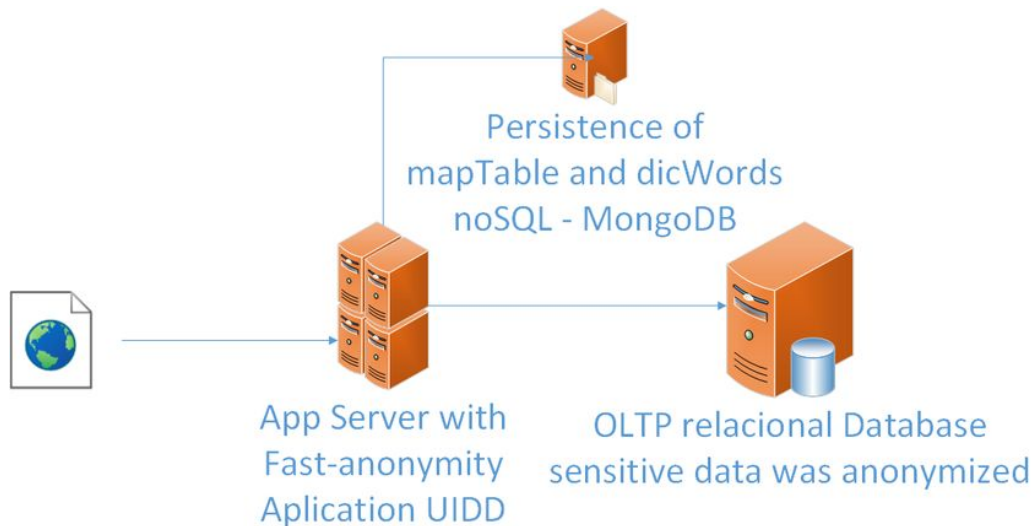 Persistence of
mapTable and dicWords
noSQL - MongoDB
App Server with
Fast-anonymity
Aplication UIDD
OLTP relacional Database
sensitive data was anonymized